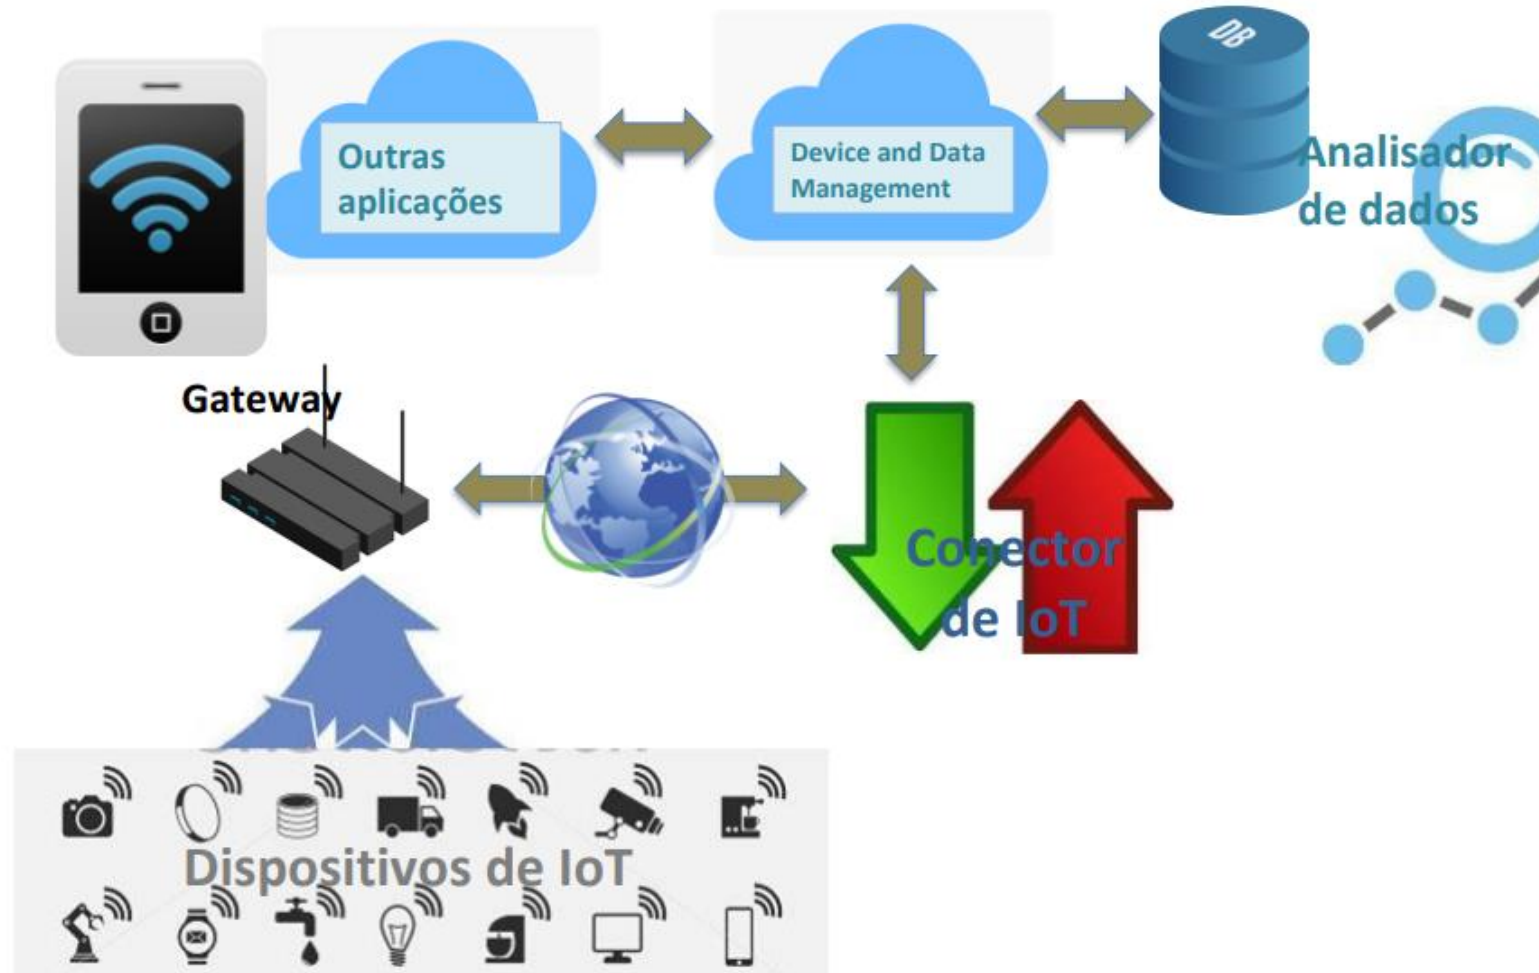 Outras
aplicações
Device and Data
Management
DB
Analisador
de dados
Gateway
Conector
de IoT
Dispositivos de IoT